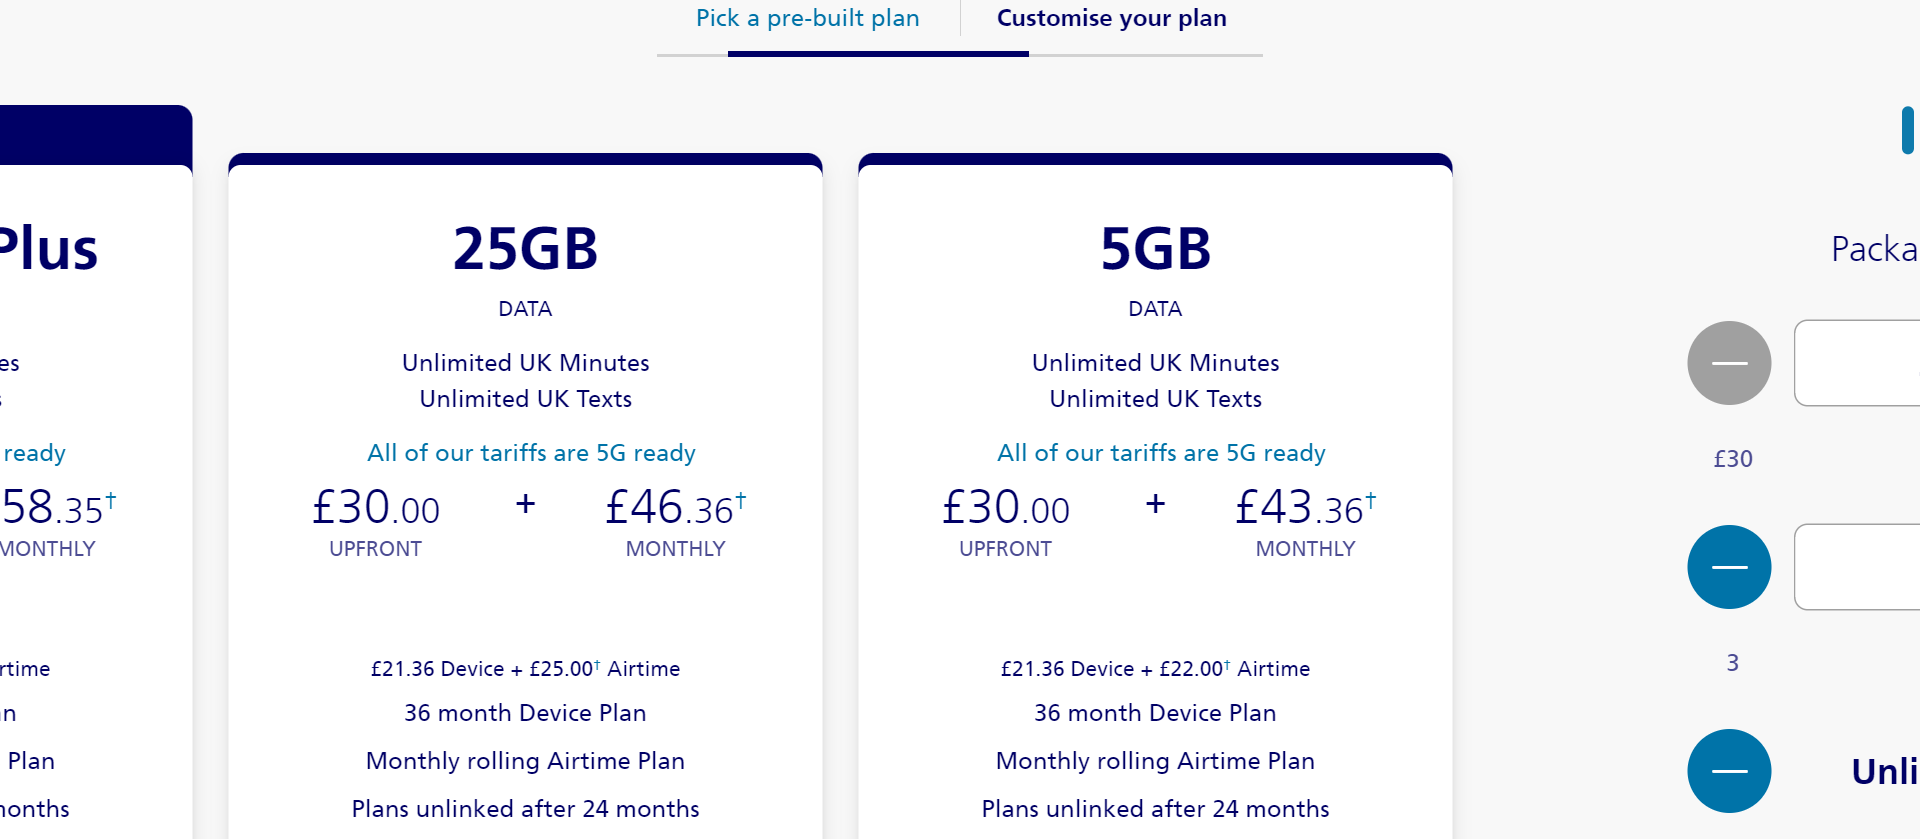 Pick a pre-built plan
Customise your plan
Plus
ready
58.35†
MONTHLY
Plan
25GB
DATA
Unlimited UK Minutes
Unlimited UK Texts
All of our tariffs are 5G ready
£30.00 + £46.36†
UPFRONT MONTHLY
£21.36 Device + £25.00† Airtime
36 month Device Plan
Monthly rolling Airtime Plan
Plans unlinked after 24 months
5GB
DATA
Unlimited UK Minutes
Unlimited UK Texts
All of our tariffs are 5G ready
£30.00 + £43.36†
UPFRONT MONTHLY
£21.36 Device + £22.00† Airtime
36 month Device Plan
Monthly rolling Airtime Plan
Plans unlinked after 24 months
Packa
£30
3
Unli